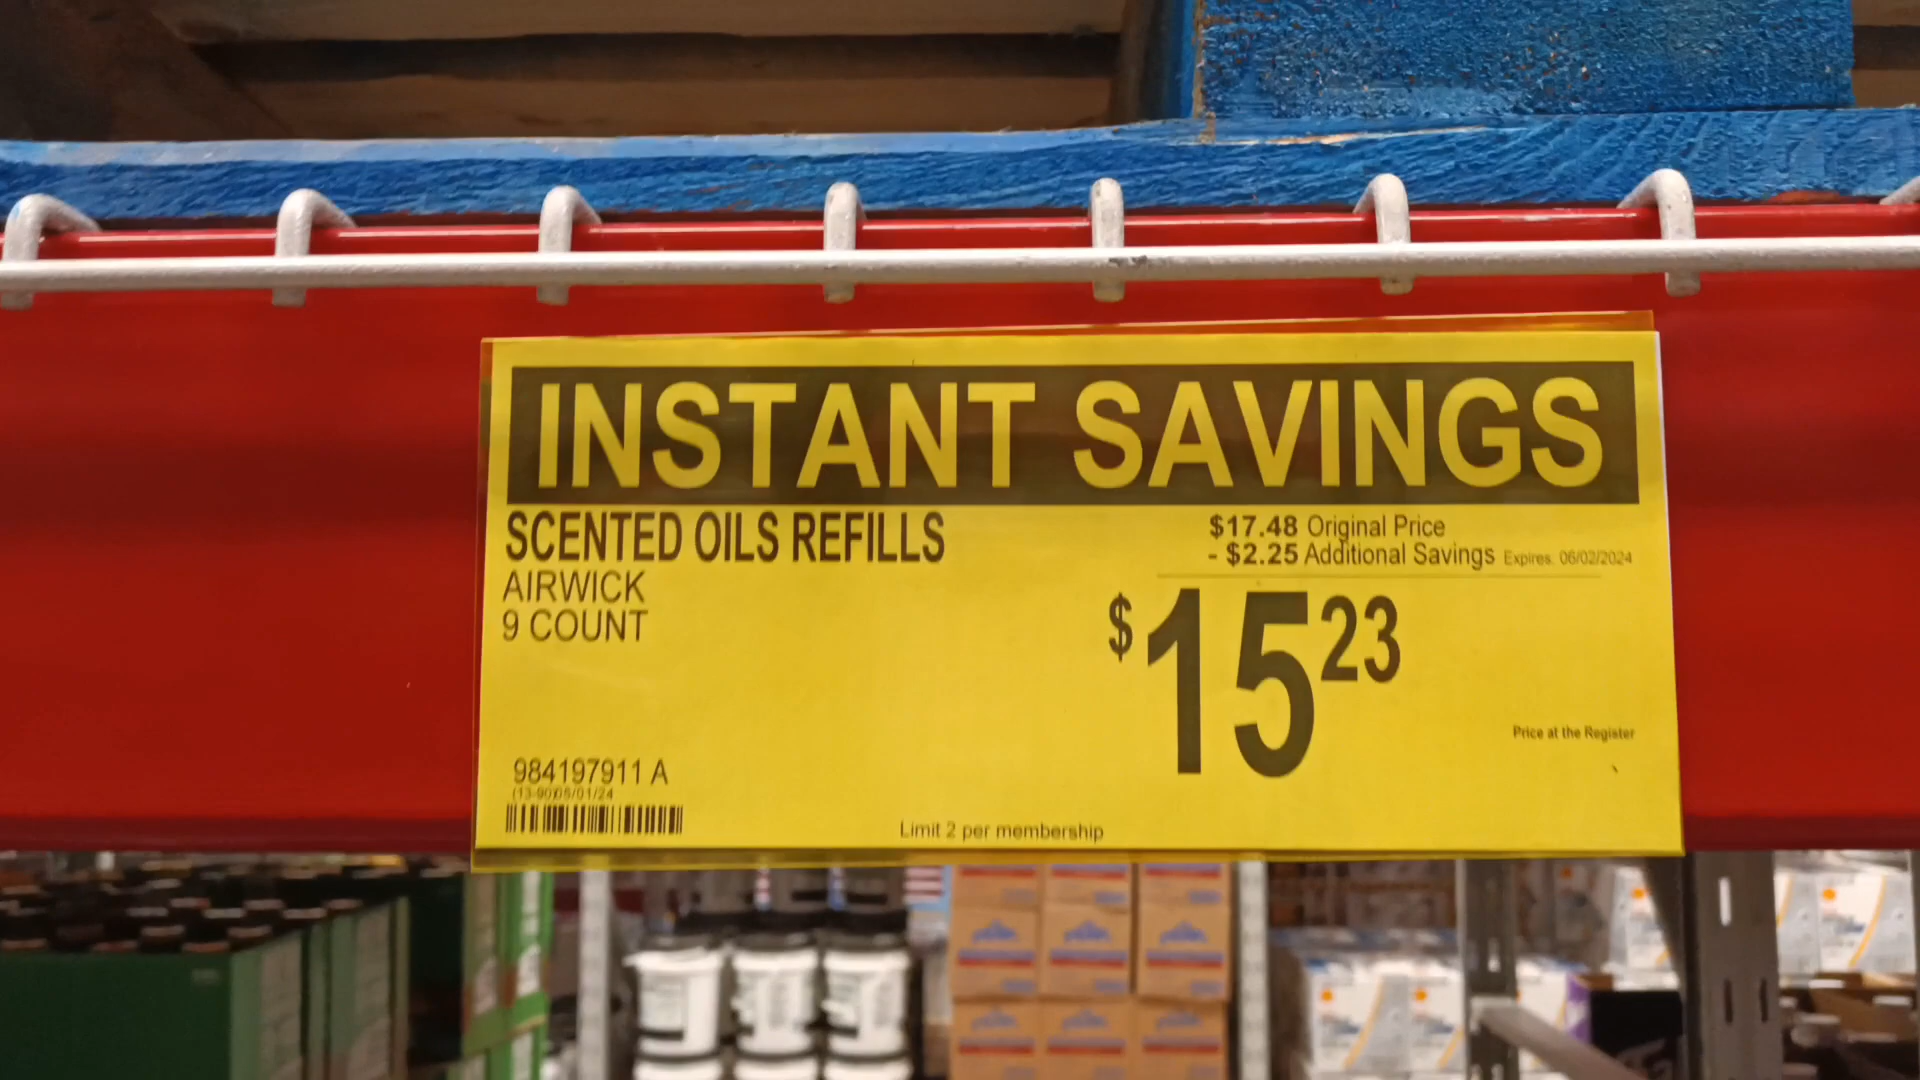 INSTANT SAVINGS
SCENTED OILS REFILLS
AIRWICK
9 COUNT
$17.48 Original Price
- $2.25 Additional Savings Expires. 06/02/2024
$15 23
Price at the Register
984197911 A
(13-90)05/01/24
Limit 2 per membership